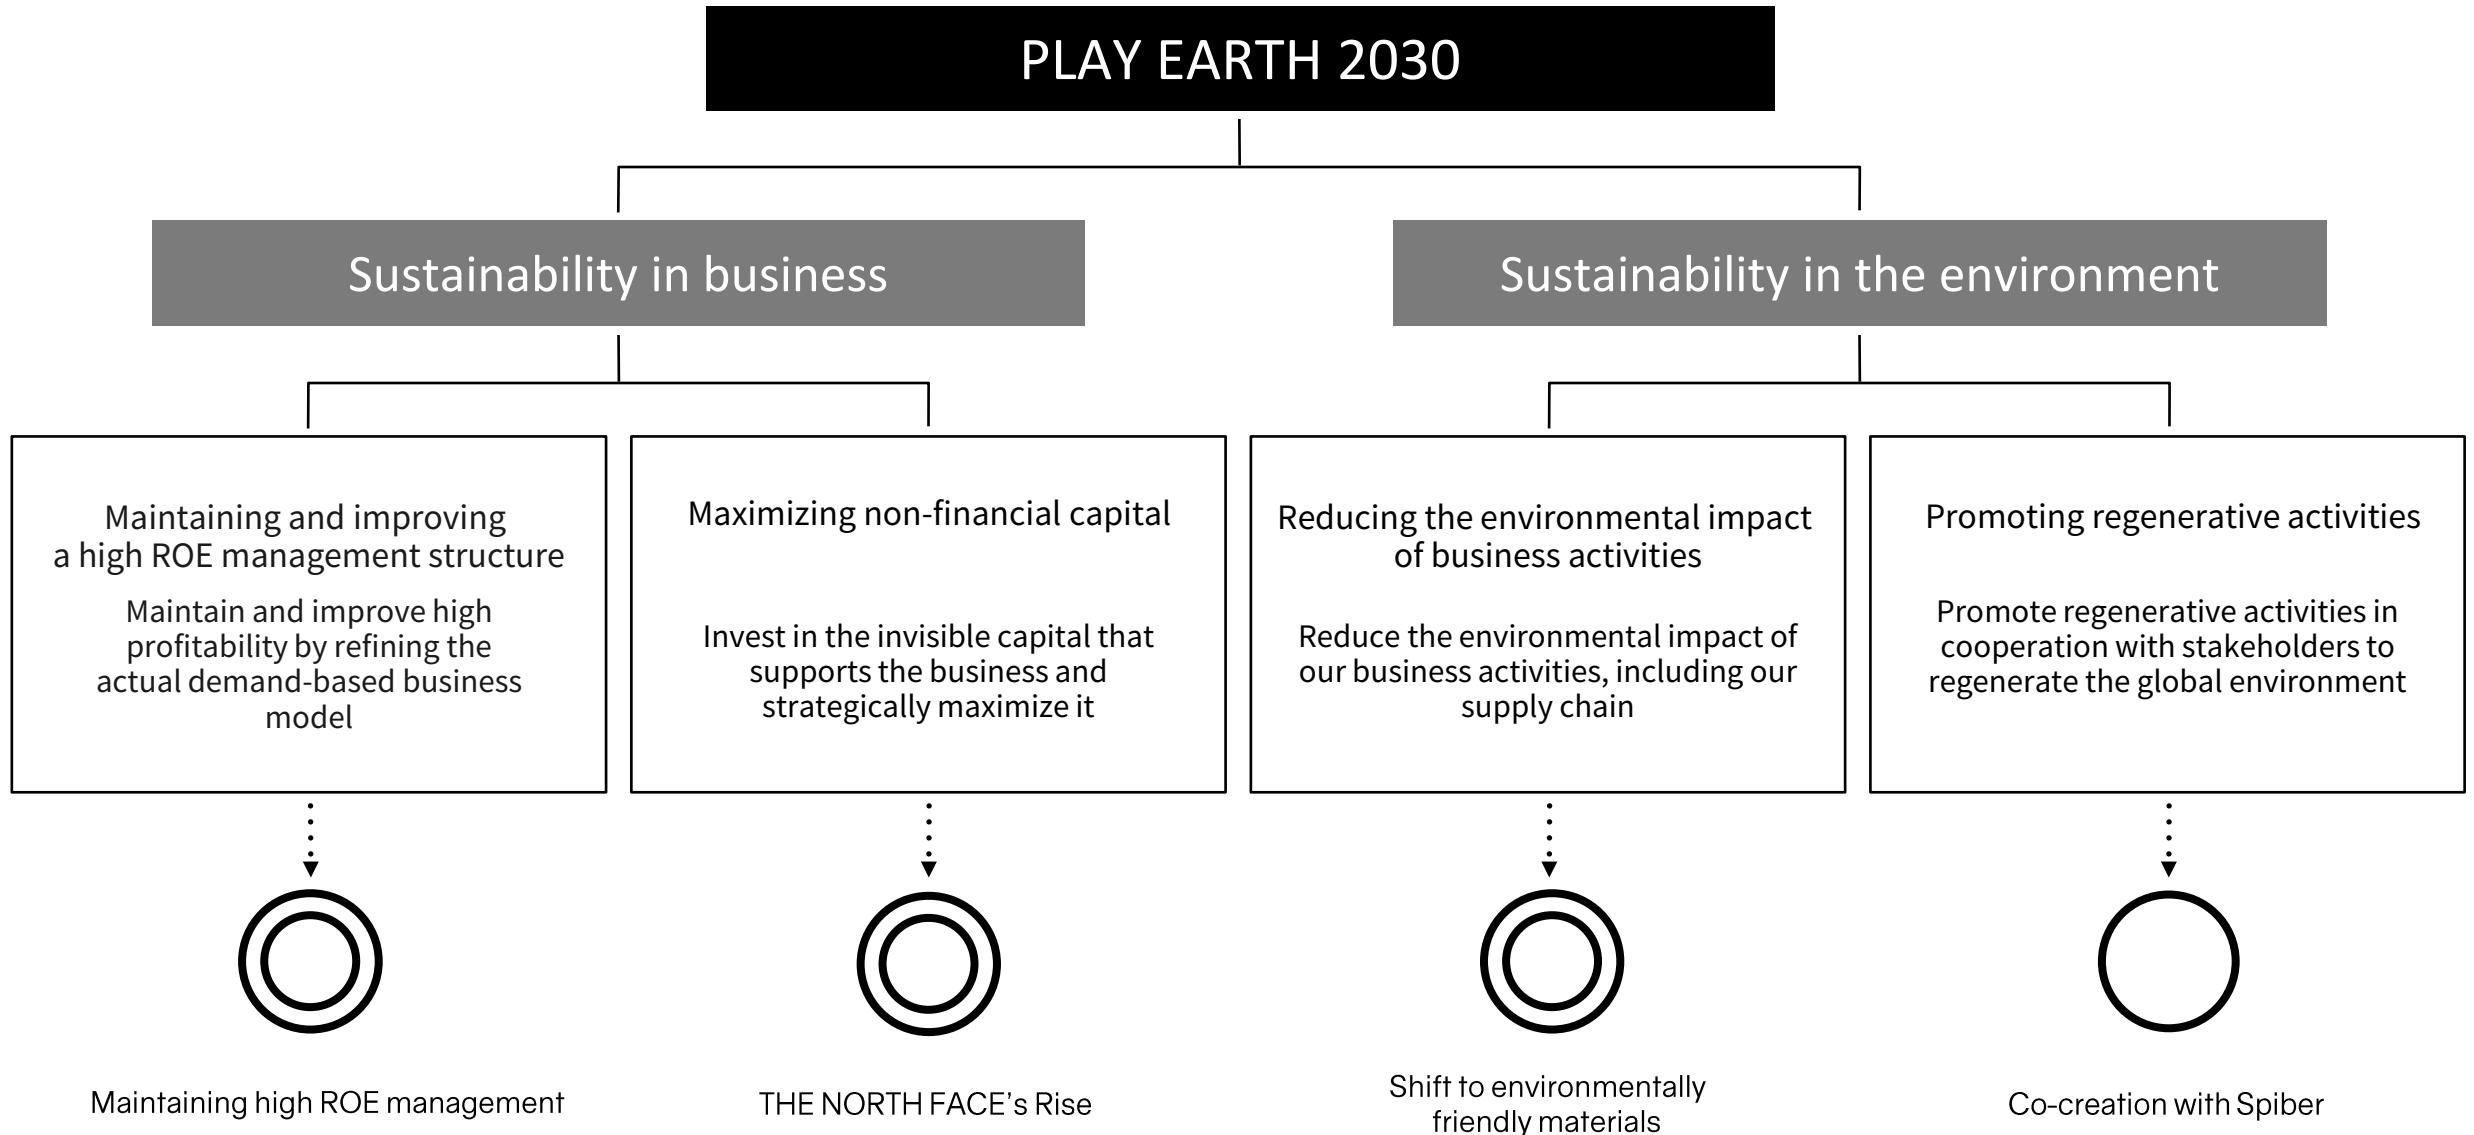 PLAY EARTH 2030
Sustainability in business
Sustainability in the environment
Maintaining and improving
a high ROE management structure
Maintain and improve high
profitability by refining the
actual demand-based business
model
Maximizing non-financial capital
Invest in the invisible capital that
supports the business and
strategically maximize it
Reducing the environmental impact
of business activities
Reduce the environmental impact of
our business activities, including our
supply chain
Promoting regenerative activities
Promote regenerative activities in
cooperation with stakeholders to
regenerate the global environment
Maintaining high ROE management
THE NORTH FACE's Rise
Shift to environmentally
friendly materials
Co-creation with Spiber